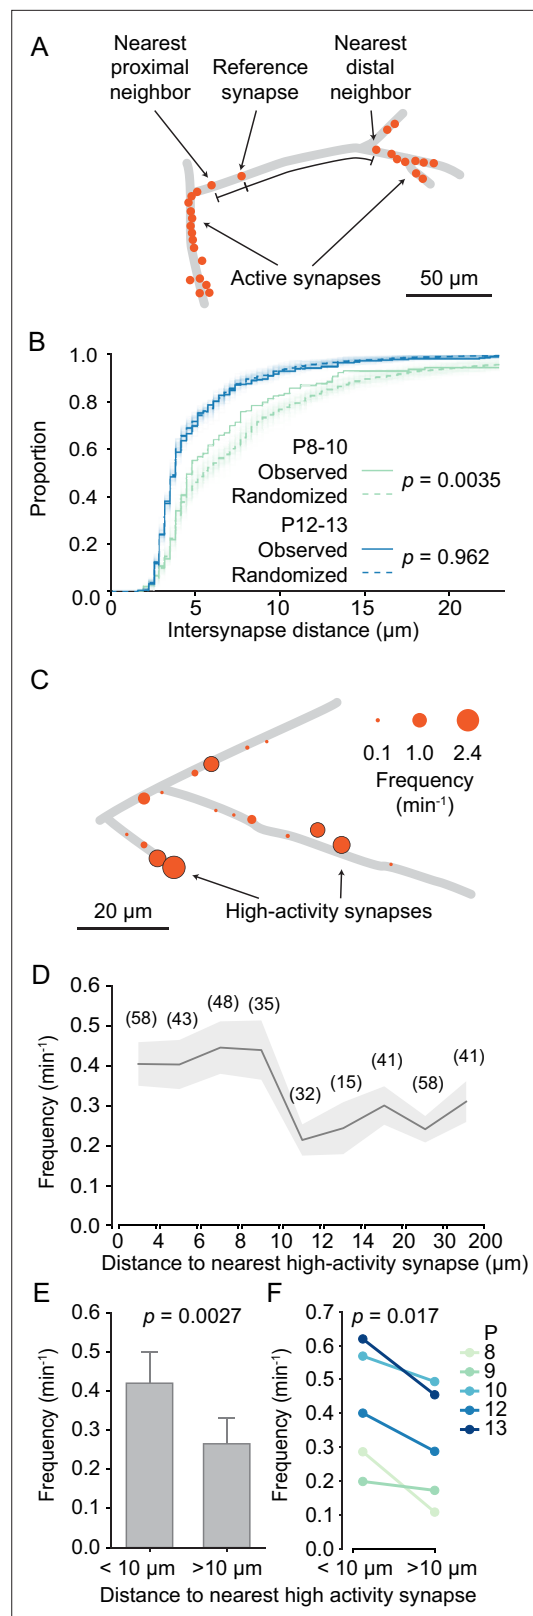 A
Nearest proximal neighbor
Reference synapse
Nearest distal neighbor
Active synapses
50 µm
B
Proportion
1.0
0.8
0.6
0.4
0.2
0.0
P8-10
Observed
Randomized
p = 0.0035
P12-13
Observed
Randomized
p = 0.962
0 5 10 15 20
Intersynapse distance (µm)
C
0.1 1.0 2.4
Frequency
(min-1)
High-activity synapses
20 µm
D
Frequency (min-1)
0.6
0.5
0.4
0.3
0.2
0.1
0.0
(58) (43) (48) (35) (32) (15) (41) (58) (41)
0 4 6 8 10 12 14 20 30 200
Distance to nearest high-activity synapse (µm)
E
p = 0.0027
Frequency (min-1)
0.6
0.5
0.4
0.3
0.2
0.1
0.0
< 10 µm >10 µm
F
p = 0.017
Frequency (min-1)
0.7
0.6
0.5
0.4
0.3
0.2
0.1
0.0
P
8
9
10
12
13
< 10 µm >10 µm
Distance to nearest high activity synapse